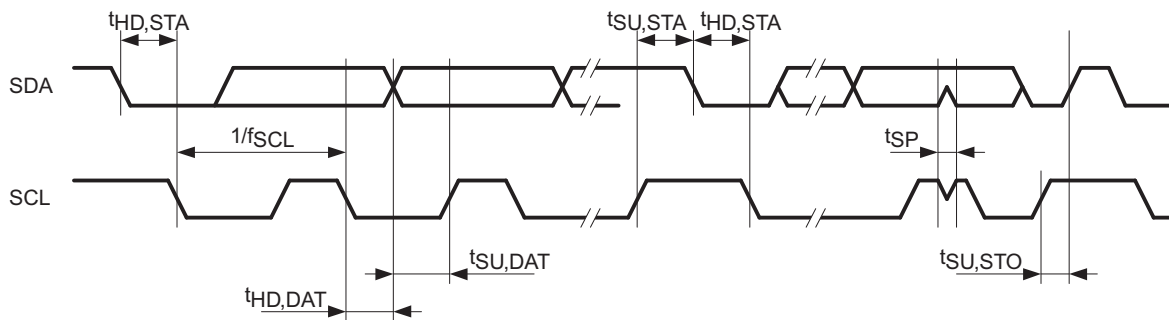 tHD,STA
tSU,STA tHD,STA
SDA
1/fSCL
tSP
SCL
tSU,DAT
tSU,STO
tHD,DAT